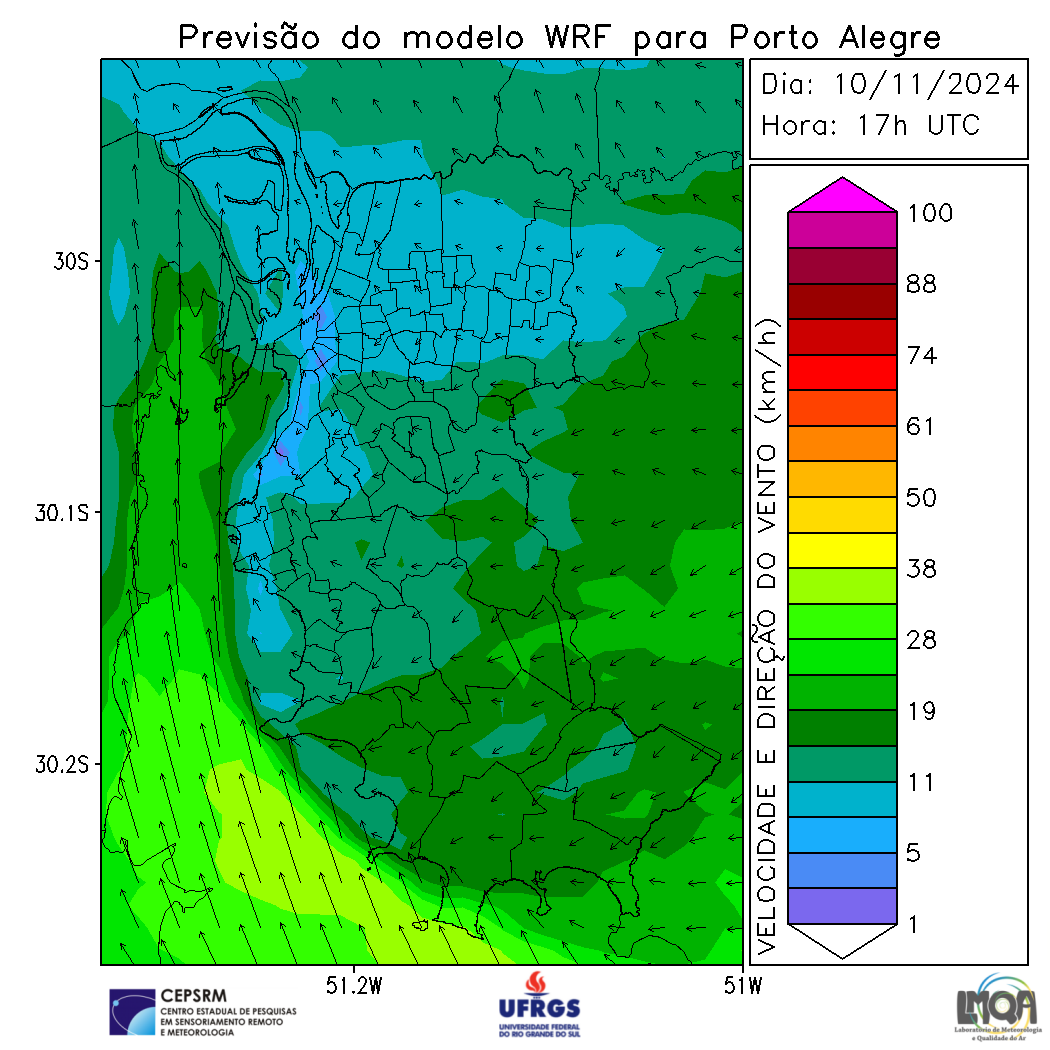 Previsão do modelo WRF para Porto Alegre
Dia: 10/11/2024
Hora: 17h UTC
30S
30.1S
30.2S
51.2W
51W
VELOCIDADE E DIREÇÃO DO VENTO (km/h)
100
88
74
61
50
38
28
19
11
5
1
CEPSRM
CENTRO ESTADUAL DE PESQUISAS
EM SENSORIAMENTO REMOTO
E METEOROLOGIA
UFRGS
UNIVERSIDADE FEDERAL
DO RIO GRANDE DO SUL
LMQA
Laboratório de Meteorologia
e Qualidade do Ar